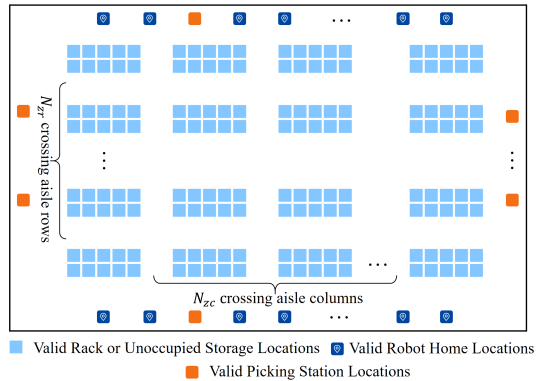 N_zr crossing aisle rows
N_zc crossing aisle columns
Valid Rack or Unoccupied Storage Locations
Valid Robot Home Locations
Valid Picking Station Locations